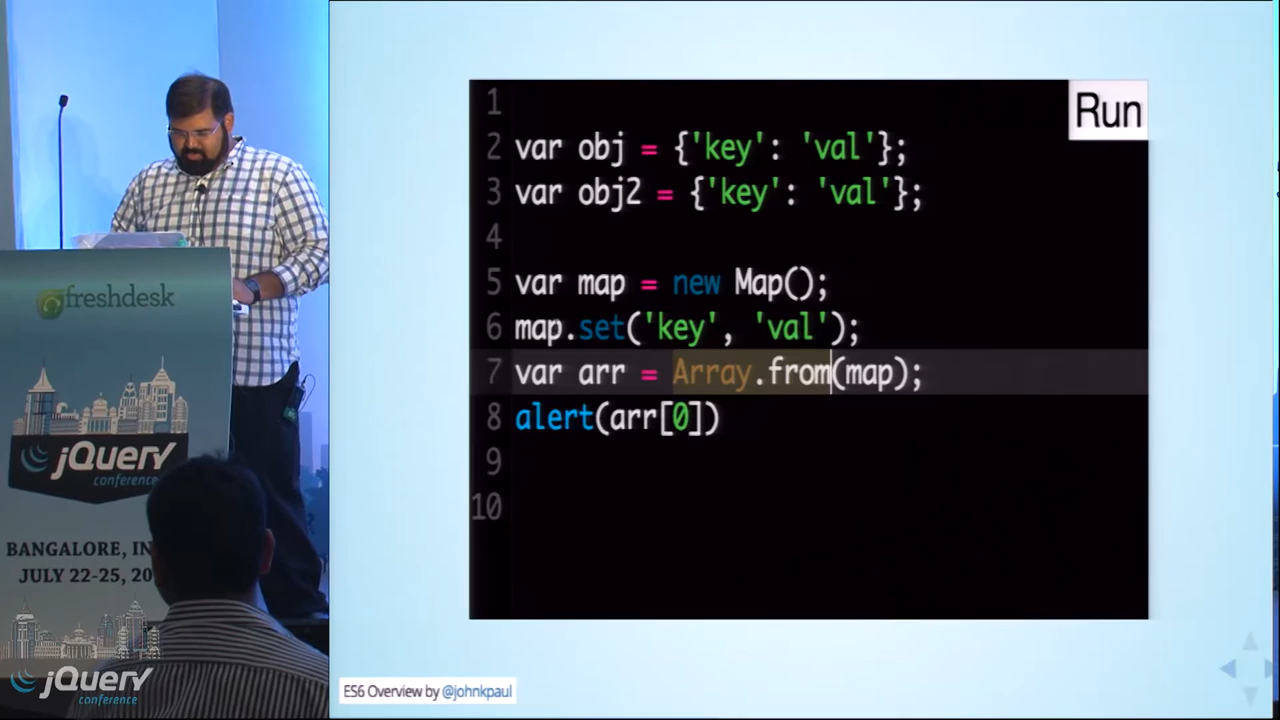 freshdesk
jQuery
conference
BANGALORE, IN
JULY 22-25, 20
jQuery
conference
Run
1
2 var obj = {'key': 'val'};
3 var obj2 = {'key': 'val'};
4
5 var map = new Map();
6 map.set('key', 'val');
7 var arr = Array.from(map);
8 alert(arr[0])
9
10
ES6 Overview by @johnkpaul